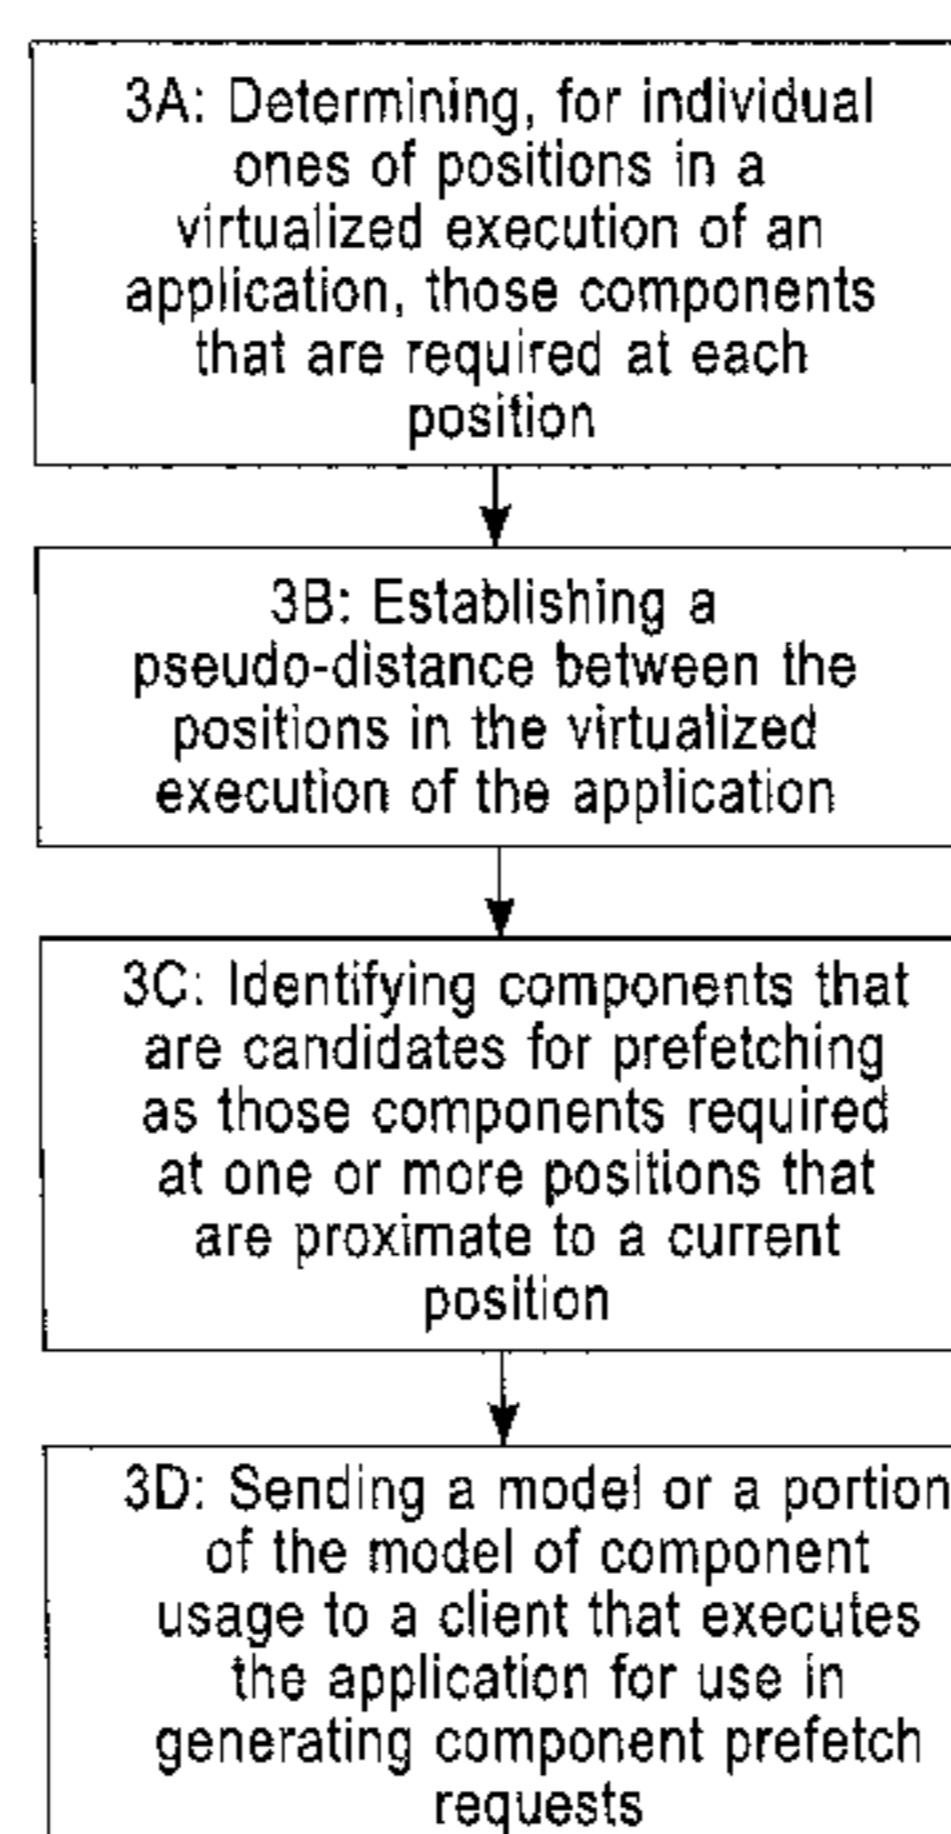 3A: Determining, for individual
ones of positions in a
virtualized execution of an
application, those components
that are required at each
position
3B: Establishing a
pseudo-distance between the
positions in the virtualized
execution of the application
3C: Identifying components that
are candidates for prefetching
as those components required
at one or more positions that
are proximate to a current
position
3D: Sending a model or a portion
of the model of component
usage to a client that executes
the application for use in
generating component prefetch
requests